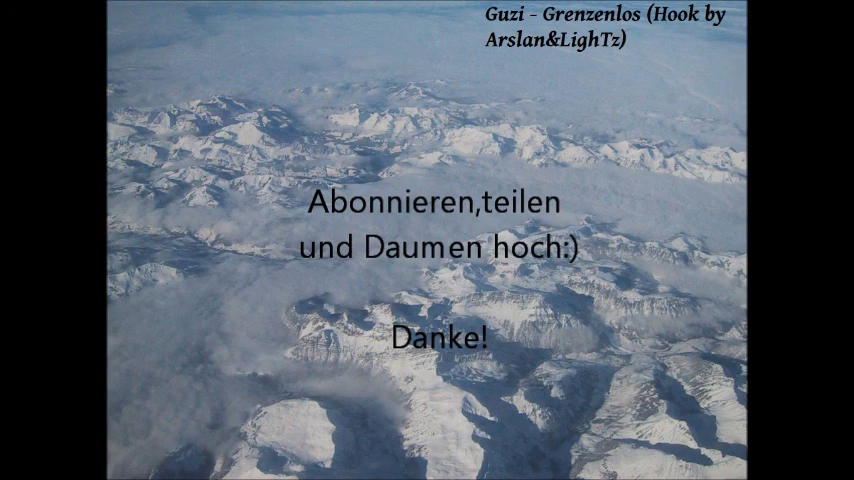 Guzi - Grenzenlos (Hook by
Arslan&LighTz)
Abonnieren,teilen
und Daumen hoch:)
Danke!